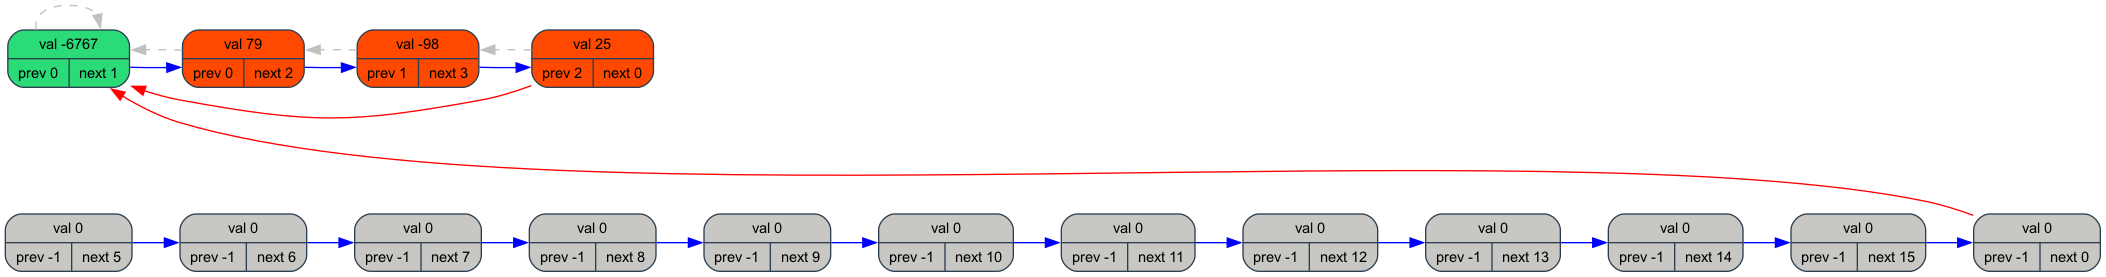 val -6767
prev 0 next 1
val 79
prev 0 next 2
val -98
prev 1 next 3
val 25
prev 2 next 0
val 0
prev -1 next 5
val 0
prev -1 next 6
val 0
prev -1 next 7
val 0
prev -1 next 8
val 0
prev -1 next 9
val 0
prev -1 next 10
val 0
prev -1 next 11
val 0
prev -1 next 12
val 0
prev -1 next 13
val 0
prev -1 next 14
val 0
prev -1 next 15
val 0
prev -1 next 0